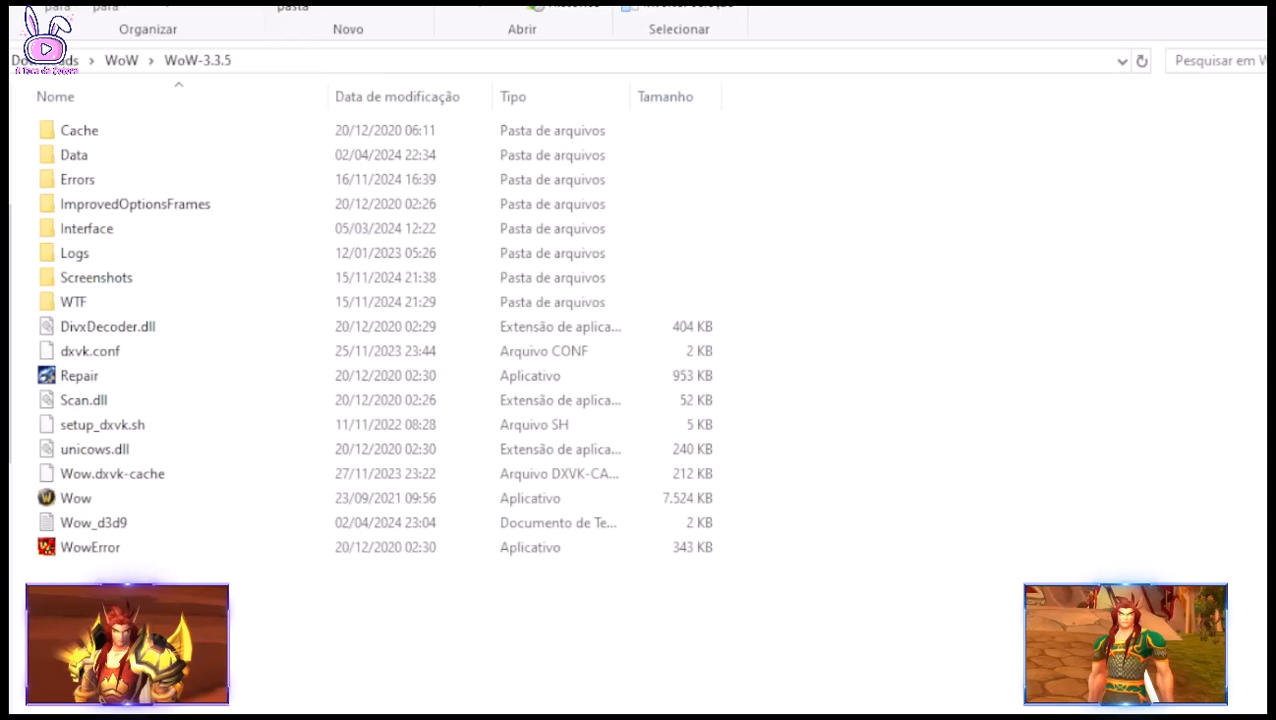 para para
pasta
Organizar Novo Abrir Selecionar
> WoW > WoW-3.3.5 Pesquisar em W
Nome Data de modificação Tipo Tamanho
Cache 20/12/2020 06:11 Pasta de arquivos
Data 02/04/2024 22:34 Pasta de arquivos
Errors 16/11/2024 16:39 Pasta de arquivos
ImprovedOptionsFrames 20/12/2020 02:26 Pasta de arquivos
Interface 05/03/2024 12:22 Pasta de arquivos
Logs 12/01/2023 05:26 Pasta de arquivos
Screenshots 15/11/2024 21:38 Pasta de arquivos
WTF 15/11/2024 21:29 Pasta de arquivos
DivxDecoder.dll 20/12/2020 02:29 Extensão de aplica... 404 KB
dxvk.conf 25/11/2023 23:44 Arquivo CONF 2 KB
Repair 20/12/2020 02:30 Aplicativo 953 KB
Scan.dll 20/12/2020 02:26 Extensão de aplica... 52 KB
setup_dxvk.sh 11/11/2022 08:28 Arquivo SH 5 KB
unicows.dll 20/12/2020 02:30 Extensão de aplica... 240 KB
Wow.dxvk-cache 27/11/2023 23:22 Arquivo DXVK-CA... 212 KB
Wow 23/09/2021 09:56 Aplicativo 7.524 KB
Wow_d3d9 02/04/2024 23:04 Documento de Te... 2 KB
WowError 20/12/2020 02:30 Aplicativo 343 KB